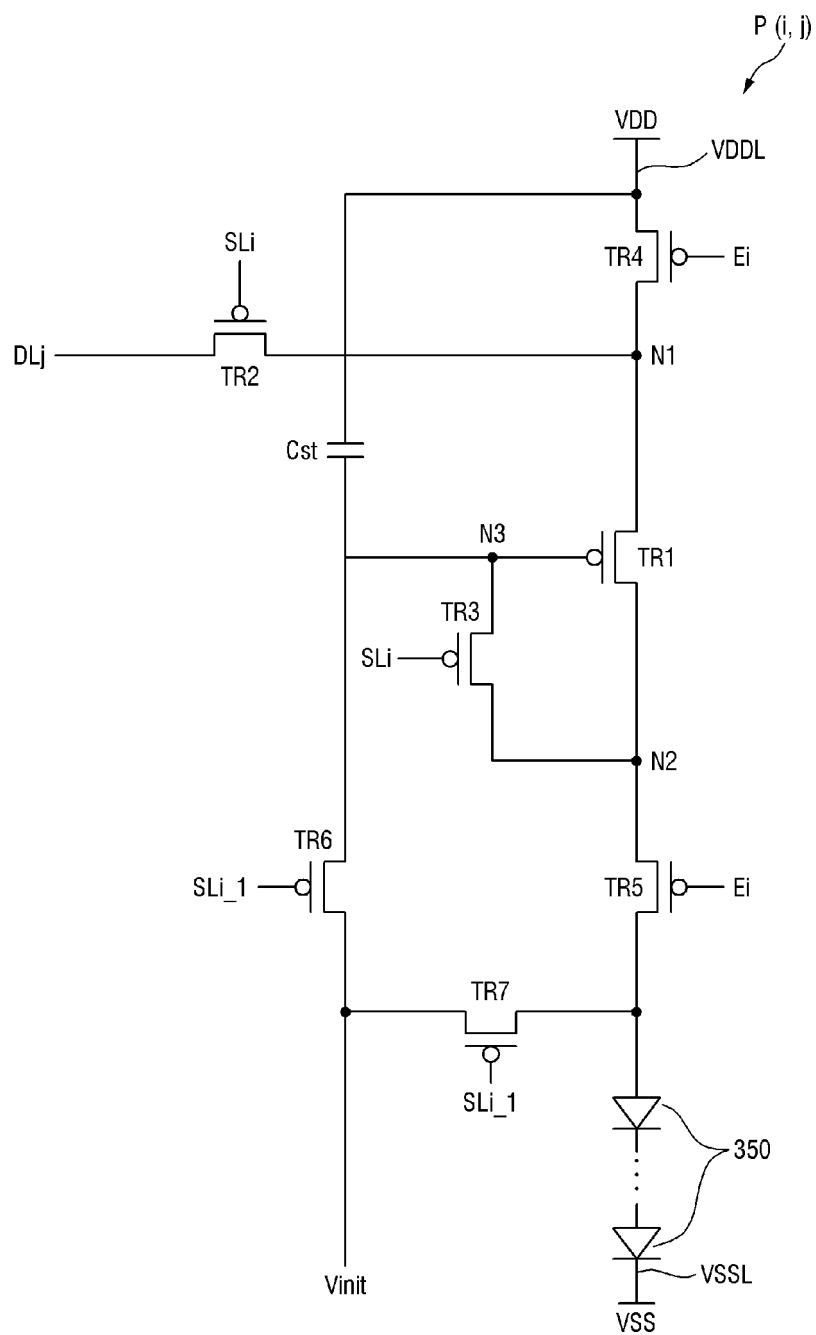 P (i, j)
VDD
VDDL
SLi
TR4
Ei
DLj
TR2
N1
Cst
N3
TR1
TR3
SLi
N2
TR6
SLi_1
TR5
Ei
TR7
SLi_1
350
Vinit
VSSL
VSS